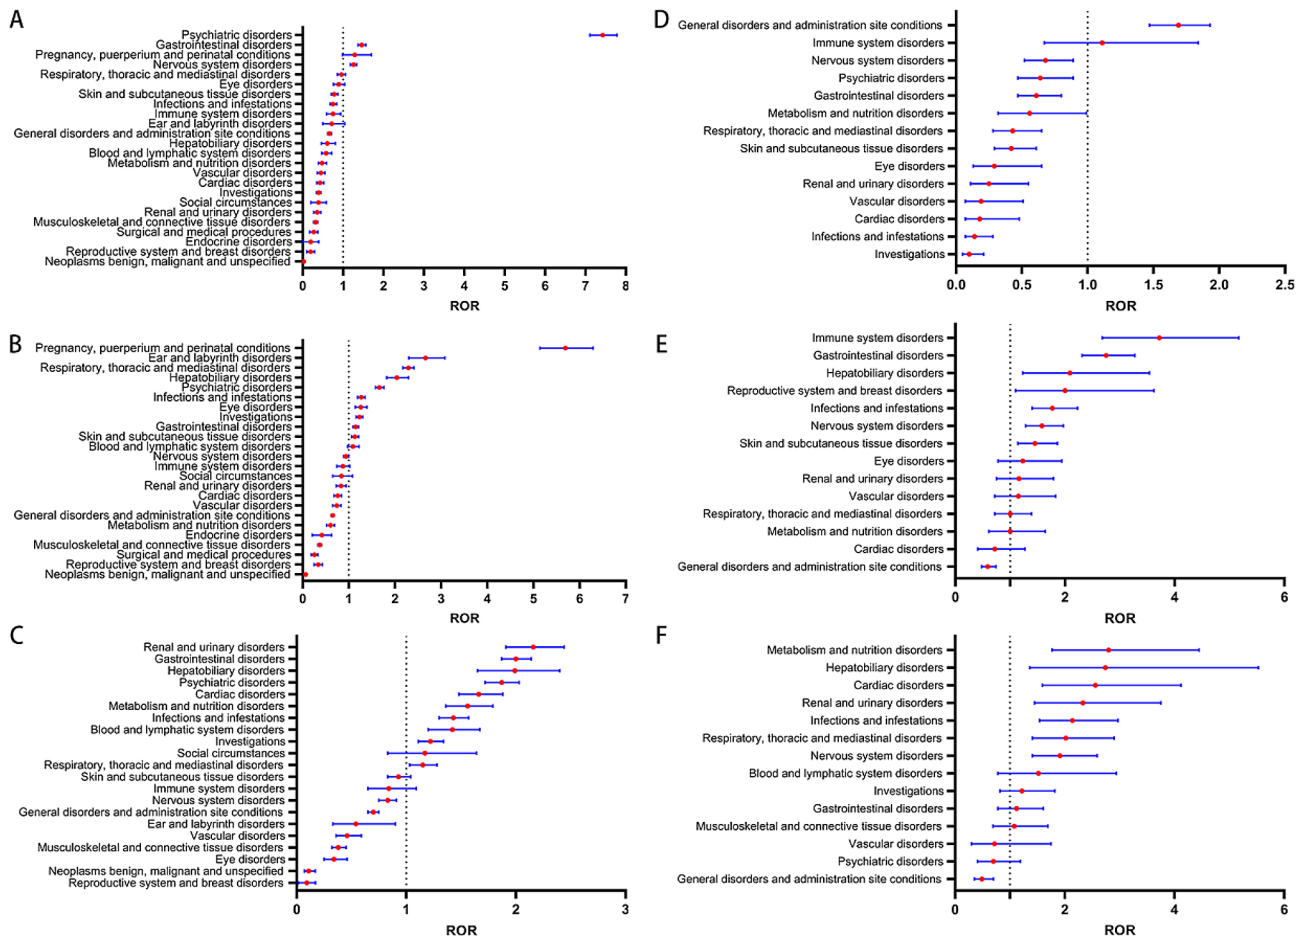 A
Psychiatric disorders
Gastrointestinal disorders
Pregnancy, puerperium and perinatal conditions
Nervous system disorders
Respiratory, thoracic and mediastinal disorders
Eye disorders
Skin and subcutaneous tissue disorders
Infections and infestations
Immune system disorders
Ear and labyrinth disorders
General disorders and administration site conditions
Hepatobiliary disorders
Blood and lymphatic system disorders
Metabolism and nutrition disorders
Vascular disorders
Cardiac disorders
Investigations
Social circumstances
Renal and urinary disorders
Musculoskeletal and connective tissue disorders
Surgical and medical procedures
Endocrine disorders
Reproductive system and breast disorders
Neoplasms benign, malignant and unspecified
0 1 2 3 4 5 6 7 8
ROR
B
Pregnancy, puerperium and perinatal conditions
Ear and labyrinth disorders
Respiratory, thoracic and mediastinal disorders
Hepatobiliary disorders
Psychiatric disorders
Infections and infestations
Eye disorders
Investigations
Gastrointestinal disorders
Skin and subcutaneous tissue disorders
Blood and lymphatic system disorders
Nervous system disorders
Immune system disorders
Social circumstances
Renal and urinary disorders
Cardiac disorders
Vascular disorders
General disorders and administration site conditions
Metabolism and nutrition disorders
Endocrine disorders
Musculoskeletal and connective tissue disorders
Surgical and medical procedures
Reproductive system and breast disorders
Neoplasms benign, malignant and unspecified
0 1 2 3 4 5 6 7
ROR
C
Renal and urinary disorders
Gastrointestinal disorders
Hepatobiliary disorders
Psychiatric disorders
Cardiac disorders
Metabolism and nutrition disorders
Infections and infestations
Blood and lymphatic system disorders
Investigations
Social circumstances
Respiratory, thoracic and mediastinal disorders
Skin and subcutaneous tissue disorders
Immune system disorders
Nervous system disorders
General disorders and administration site conditions
Ear and labyrinth disorders
Vascular disorders
Musculoskeletal and connective tissue disorders
Eye disorders
Neoplasms benign, malignant and unspecified
Reproductive system and breast disorders
0 1 2 3
ROR
D
General disorders and administration site conditions
Immune system disorders
Nervous system disorders
Psychiatric disorders
Gastrointestinal disorders
Metabolism and nutrition disorders
Respiratory, thoracic and mediastinal disorders
Skin and subcutaneous tissue disorders
Eye disorders
Renal and urinary disorders
Vascular disorders
Cardiac disorders
Infections and infestations
Investigations
0.0 0.5 1.0 1.5 2.0 2.5
ROR
E
Immune system disorders
Gastrointestinal disorders
Hepatobiliary disorders
Reproductive system and breast disorders
Infections and infestations
Nervous system disorders
Skin and subcutaneous tissue disorders
Eye disorders
Renal and urinary disorders
Vascular disorders
Respiratory, thoracic and mediastinal disorders
Metabolism and nutrition disorders
Cardiac disorders
General disorders and administration site conditions
0 2 4 6
ROR
F
Metabolism and nutrition disorders
Hepatobiliary disorders
Cardiac disorders
Renal and urinary disorders
Infections and infestations
Respiratory, thoracic and mediastinal disorders
Nervous system disorders
Blood and lymphatic system disorders
Investigations
Gastrointestinal disorders
Musculoskeletal and connective tissue disorders
Vascular disorders
Psychiatric disorders
General disorders and administration site conditions
0 2 4 6
ROR